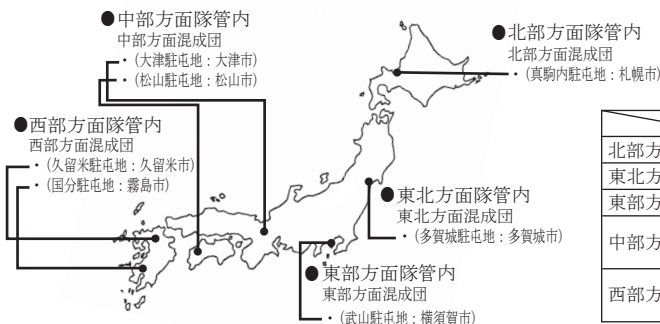 ●中部方面隊管内
中部方面混成団
・(大津駐屯地：大津市)
・(松山駐屯地：松山市)
●北部方面隊管内
北部方面混成団
・(真駒内駐屯地：札幌市)
●西部方面隊管内
西部方面混成団
・(久留米駐屯地：久留米市)
・(国分駐屯地：霧島市)
●東北方面隊管内
東北方面混成団
・(多賀城駐屯地：多賀城市)
●東部方面隊管内
東部方面混成団
・(武山駐屯地：横須賀市)
北部方
東北方
東部方
中部方
西部方